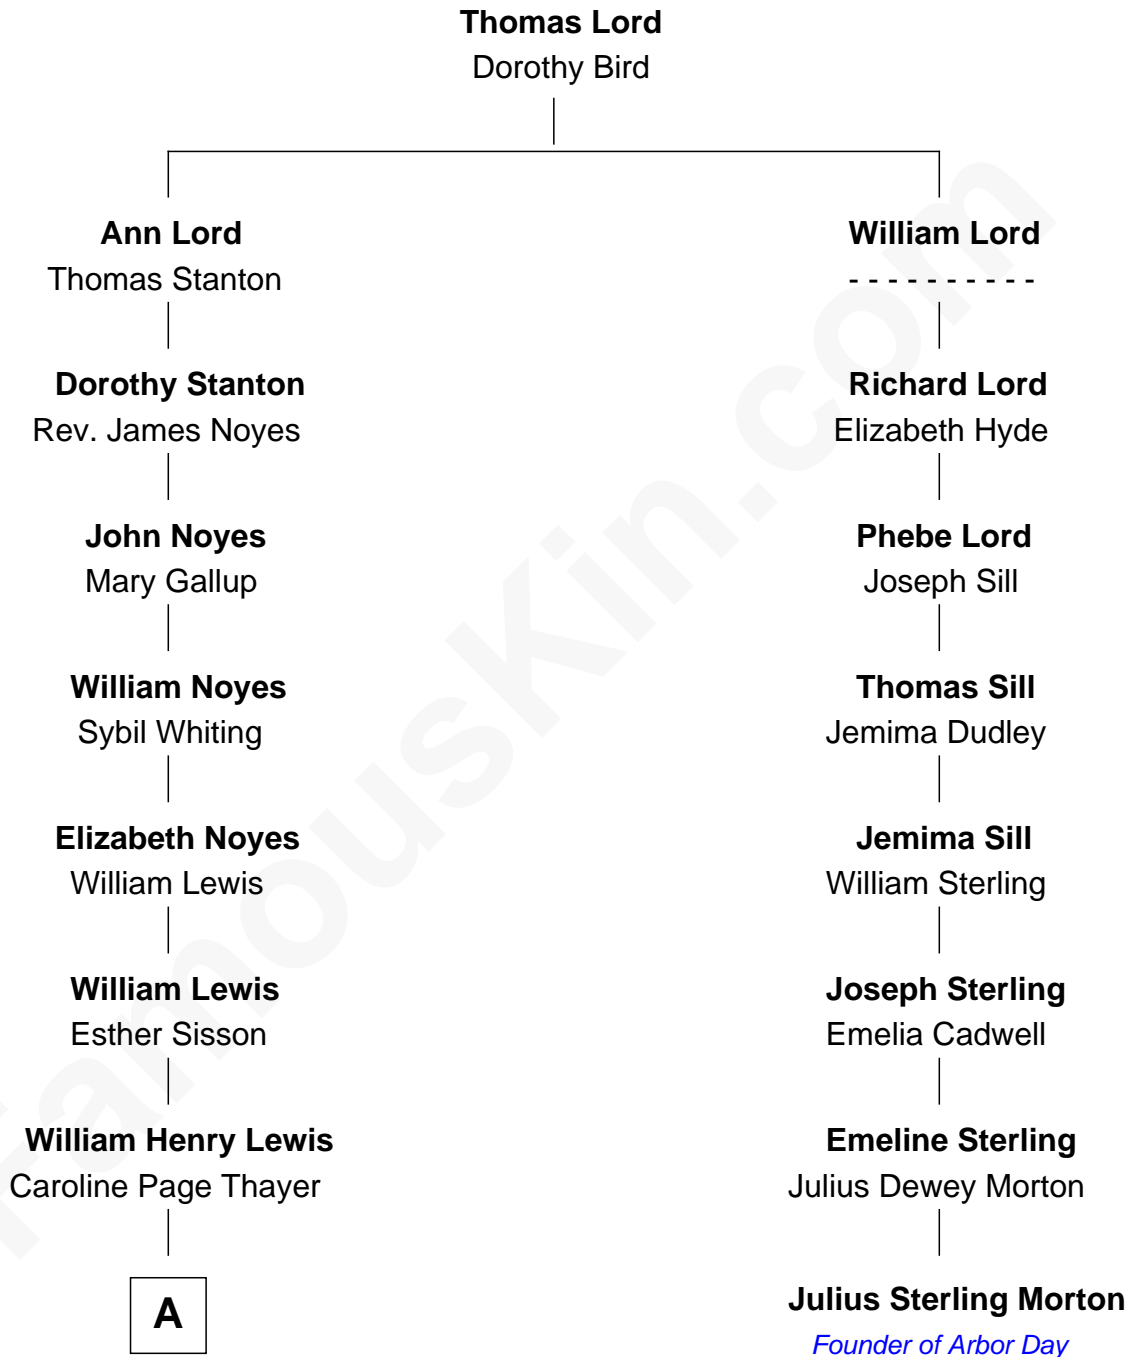 Thomas Lord
Dorothy Bird
Ann Lord
Thomas Stanton
William Lord
- - - - - - - - - -
Dorothy Stanton
Rev. James Noyes
Richard Lord
Elizabeth Hyde
John Noyes
Mary Gallup
Phebe Lord
Joseph Sill
William Noyes
Sybil Whiting
Thomas Sill
Jemima Dudley
Elizabeth Noyes
William Lewis
Jemima Sill
William Sterling
William Lewis
Esther Sisson
Joseph Sterling
Emelia Cadwell
William Henry Lewis
Caroline Page Thayer
Emeline Sterling
Julius Dewey Morton
A
Julius Sterling Morton
Founder of Arbor Day
FamousKin.com